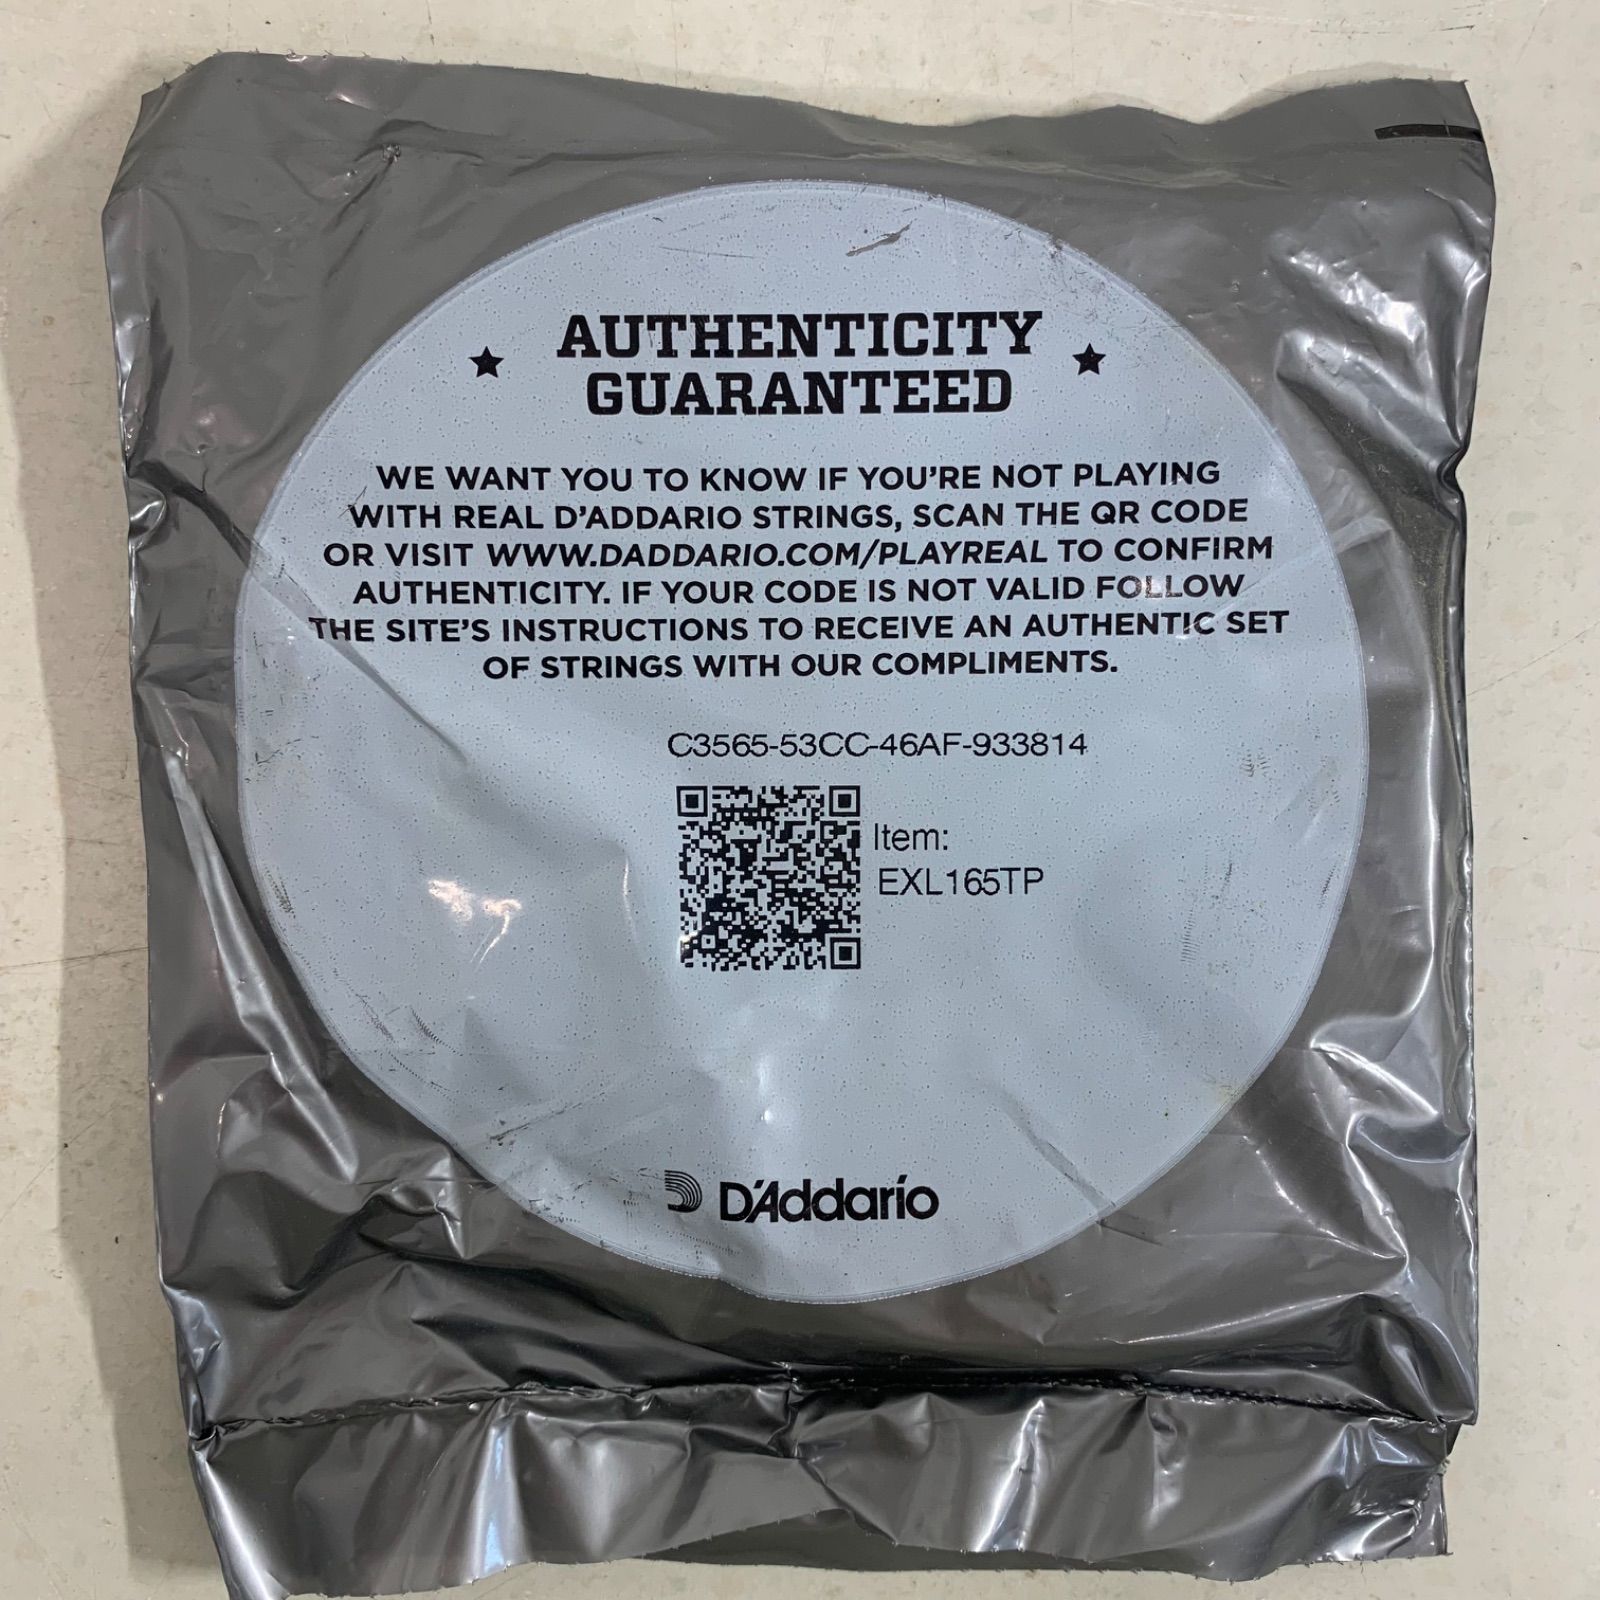 AUTHENTICITY
GUARANTEED
WE WANT YOU TO KNOW IF YOU'RE NOT PLAYING
WITH REAL D'ADDARIO STRINGS, SCAN THE QR CODE
OR VISIT WWW.DADDARIO.COM/PLAYREAL TO CONFIRM
AUTHENTICITY. IF YOUR CODE IS NOT VALID FOLLOW
THE SITE'S INSTRUCTIONS TO RECEIVE AN AUTHENTIC SET
OF STRINGS WITH OUR COMPLIMENTS.
C3565-53CC-46AF-933814
Item:
EXL165TP
D'Addario